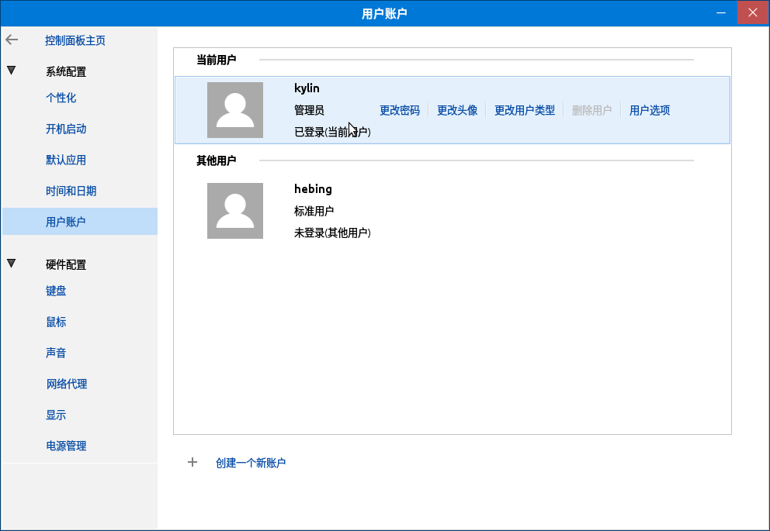 用户账户
控制面板主页
系统配置
个性化
开机启动
默认应用
时间和日期
用户账户
硬件配置
键盘
鼠标
声音
网络代理
显示
电源管理
当前用户
kylin
管理员 更改密码 更改头像 更改用户类型 删除用户 用户选项
已登录(当前用户)
其他用户
hebing
标准用户
未登录(其他用户)
创建一个新账户